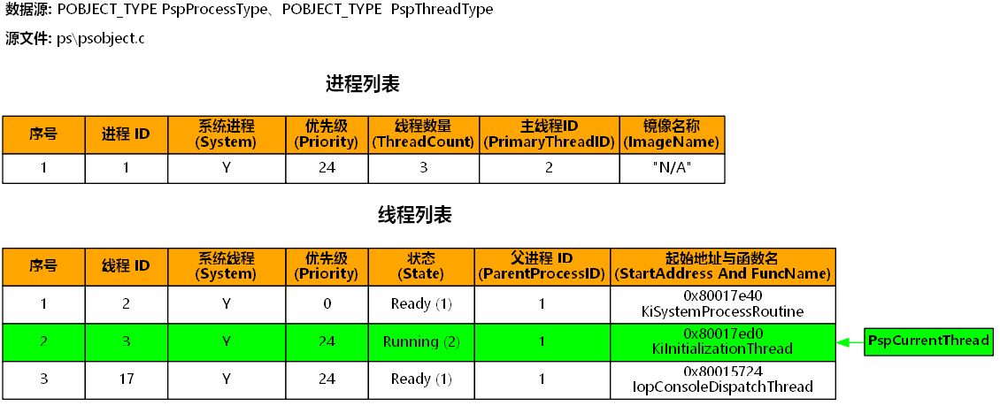 数据源: POBJECT_TYPE PspProcessType、POBJECT_TYPE  PspThreadType
源文件: ps\psobject.c
进程列表
序号 进程 ID 系统进程 (System) 优先级 (Priority) 线程数量 (ThreadCount) 主线程ID (PrimaryThreadID) 镜像名称 (ImageName)
1 1 Y 24 3 2 "N/A"
线程列表
序号 线程 ID 系统线程 (System) 优先级 (Priority) 状态 (State) 父进程 ID (ParentProcessID) 起始地址与函数名 (StartAddress And FuncName)
1 2 Y 0 Ready (1) 1 0x80017e40 KiSystemProcessRoutine
2 3 Y 24 Running (2) 1 0x80017ed0 KiInitializationThread PspCurrentThread
3 17 Y 24 Ready (1) 1 0x80015724 IopConsoleDispatchThread